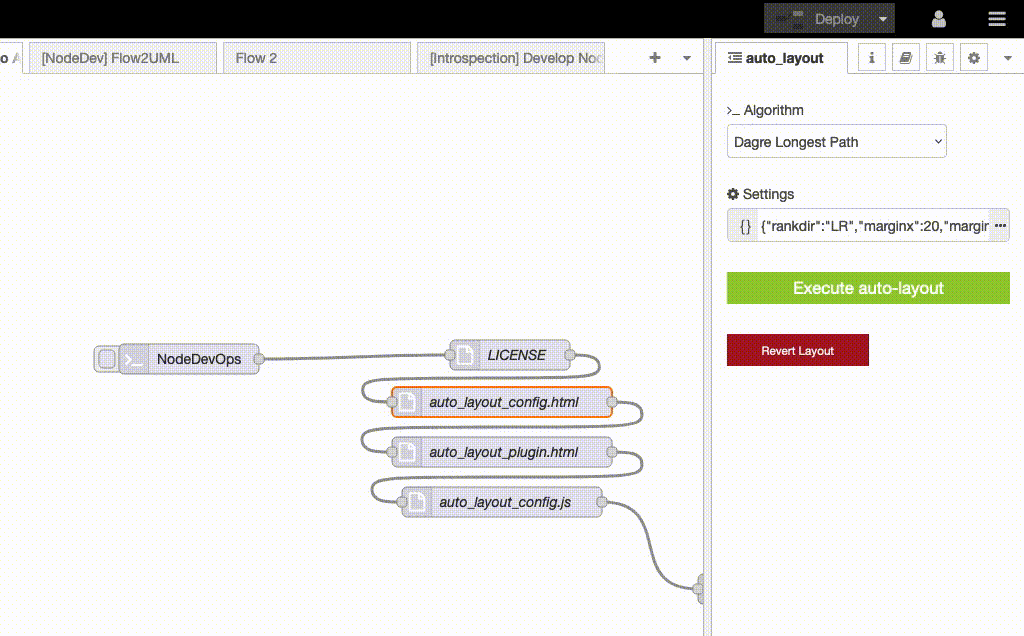 Deploy
[NodeDev] Flow2UML
Flow 2
[Introspection] Develop Noc
auto_layout
Algorithm
Dagre Longest Path
Settings
{} {"rankdir":"LR","marginx":20,"margin
Execute auto-layout
Revert Layout
NodeDevOps
LICENSE
auto_layout_config.html
auto_layout_plugin.html
auto_layout_config.js